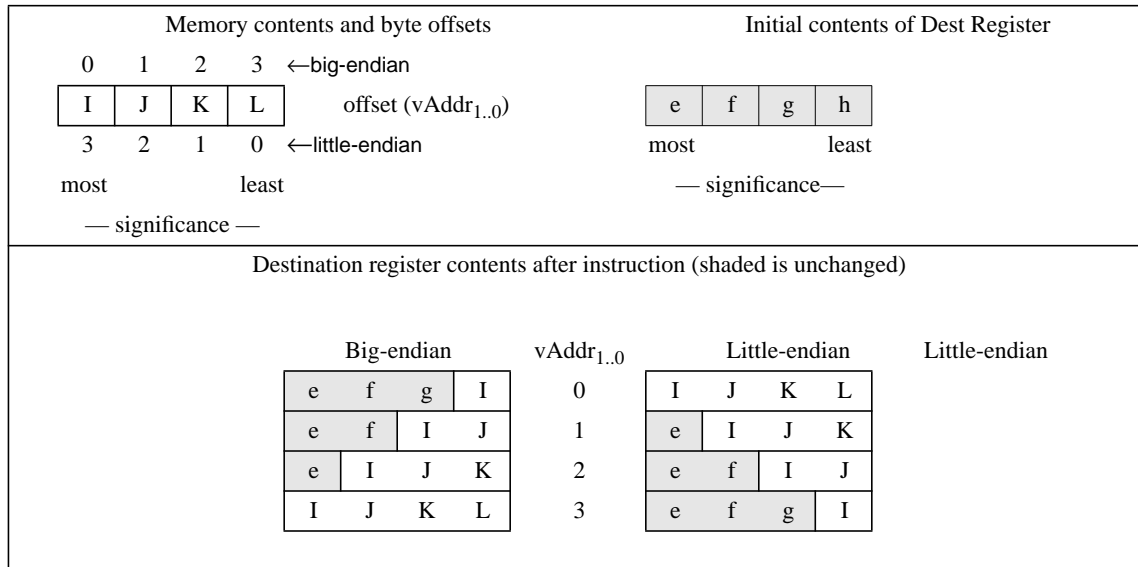 Memory contents and byte offsets Initial contents of Dest Register
0 1 2 3 ←big-endian
I J K L offset (vAddr1..0) e f g h
3 2 1 0 ←little-endian most least
most least — significance—
— significance —
Destination register contents after instruction (shaded is unchanged)
Big-endian vAddr1..0 Little-endian Little-endian
e f g I 0 I J K L
e f I J 1 e I J K
e I J K 2 e f I J
I J K L 3 e f g I